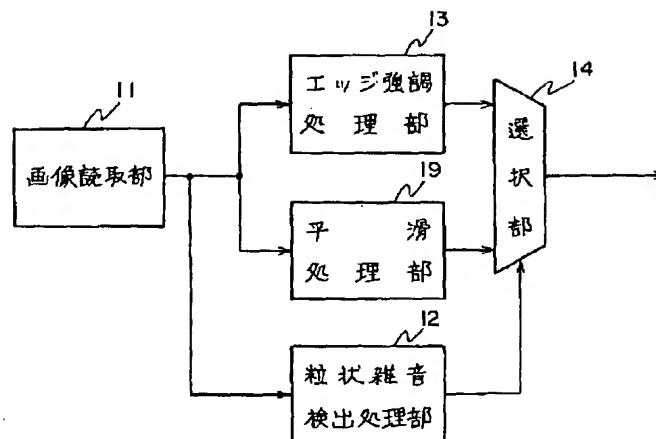 13
エッジ強調
処理部
14
11
選択部
画像読取部
19
平滑
処理部
12
粒状雑音
検出処理部